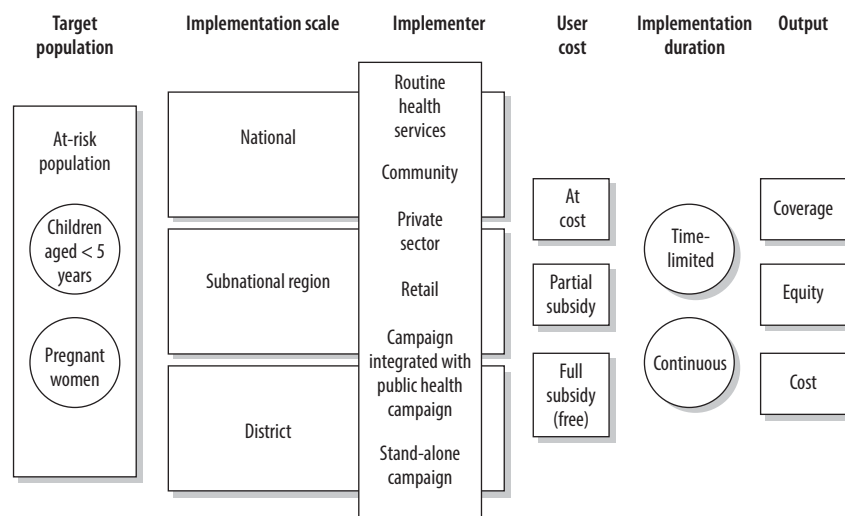 Target
population
Implementation scale
Implementer
User
cost
Implementation
duration
Output
At-risk
population
Children
aged < 5
years
Pregnant
women
National
Subnational region
District
Routine
health
services
Community
Private
sector
Retail
Campaign
integrated with
public health
campaign
Stand-alone
campaign
At
cost
Partial
subsidy
Full
subsidy
(free)
Time-
limited
Continuous
Coverage
Equity
Cost